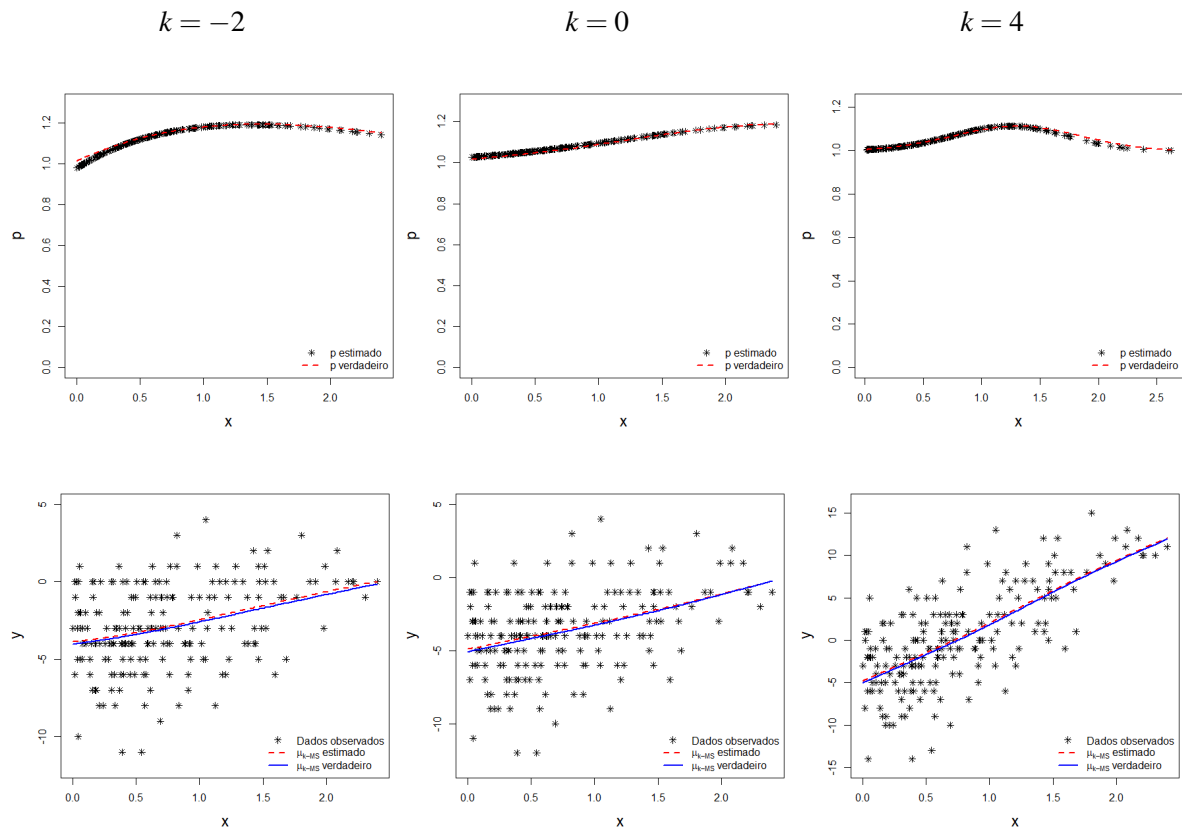 k = −2
k = 0
k = 4
p
0.0 0.2 0.4 0.6 0.8 1.0 1.2
p estimado
p verdadeiro
0.0 0.5 1.0 1.5 2.0
x
p
0.0 0.2 0.4 0.6 0.8 1.0 1.2
p estimado
p verdadeiro
0.0 0.5 1.0 1.5 2.0
x
p
0.0 0.2 0.4 0.6 0.8 1.0 1.2
p estimado
p verdadeiro
0.0 0.5 1.0 1.5 2.0 2.5
x
y
-10 -5 0 5
Dados observados
μk−MS estimado
μk−MS verdadeiro
0.0 0.5 1.0 1.5 2.0
x
y
-10 -5 0 5
Dados observados
μk−MS estimado
μk−MS verdadeiro
0.0 0.5 1.0 1.5 2.0
x
y
-15 -10 -5 0 5 10 15
Dados observados
μk−MS estimado
μk−MS verdadeiro
0.0 0.5 1.0 1.5 2.0
x